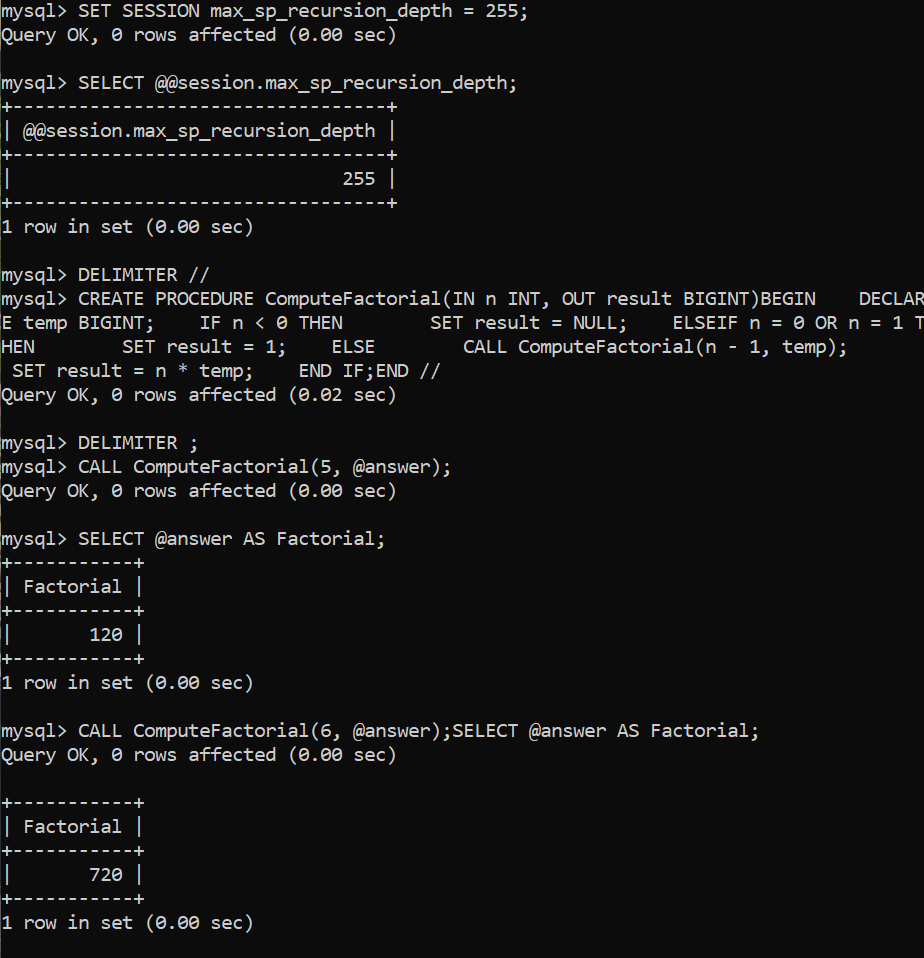 mysql> SET SESSION max_sp_recursion_depth = 255;
Query OK, 0 rows affected (0.00 sec)

mysql> SELECT @@session.max_sp_recursion_depth;
+----------------------------------+
| @@session.max_sp_recursion_depth |
+----------------------------------+
|                              255 |
+----------------------------------+
1 row in set (0.00 sec)

mysql> DELIMITER //
mysql> CREATE PROCEDURE ComputeFactorial(IN n INT, OUT result BIGINT)BEGIN    DECLAR
E temp BIGINT;    IF n < 0 THEN        SET result = NULL;    ELSEIF n = 0 OR n = 1 T
HEN        SET result = 1;    ELSE        CALL ComputeFactorial(n - 1, temp);
 SET result = n * temp;    END IF;END //
Query OK, 0 rows affected (0.02 sec)

mysql> DELIMITER ;
mysql> CALL ComputeFactorial(5, @answer);
Query OK, 0 rows affected (0.00 sec)

mysql> SELECT @answer AS Factorial;
+-----------+
| Factorial |
+-----------+
|       120 |
+-----------+
1 row in set (0.00 sec)

mysql> CALL ComputeFactorial(6, @answer);SELECT @answer AS Factorial;
Query OK, 0 rows affected (0.00 sec)

+-----------+
| Factorial |
+-----------+
|       720 |
+-----------+
1 row in set (0.00 sec)